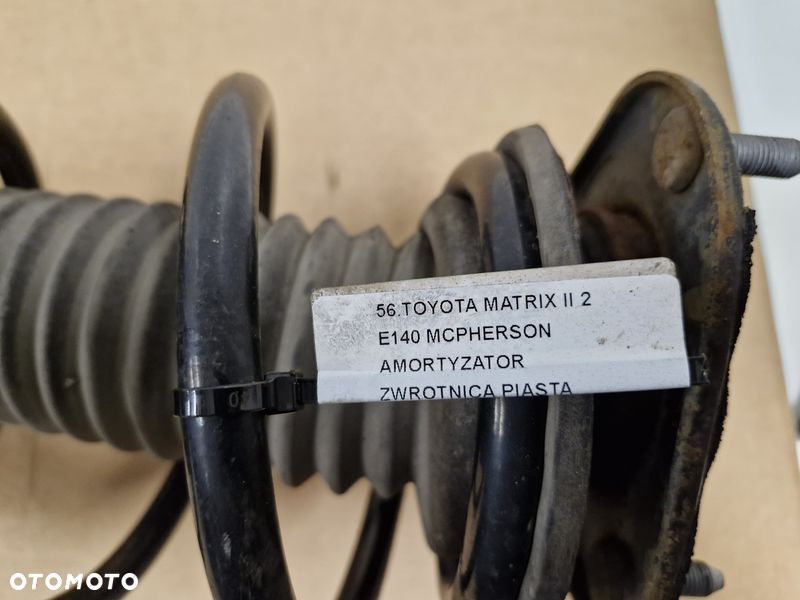 56.TOYOTA MATRIX II 2
E140 MCPHERSON
AMORTYZATOR
ZWROTNICA PIASTA
OTOMOTO